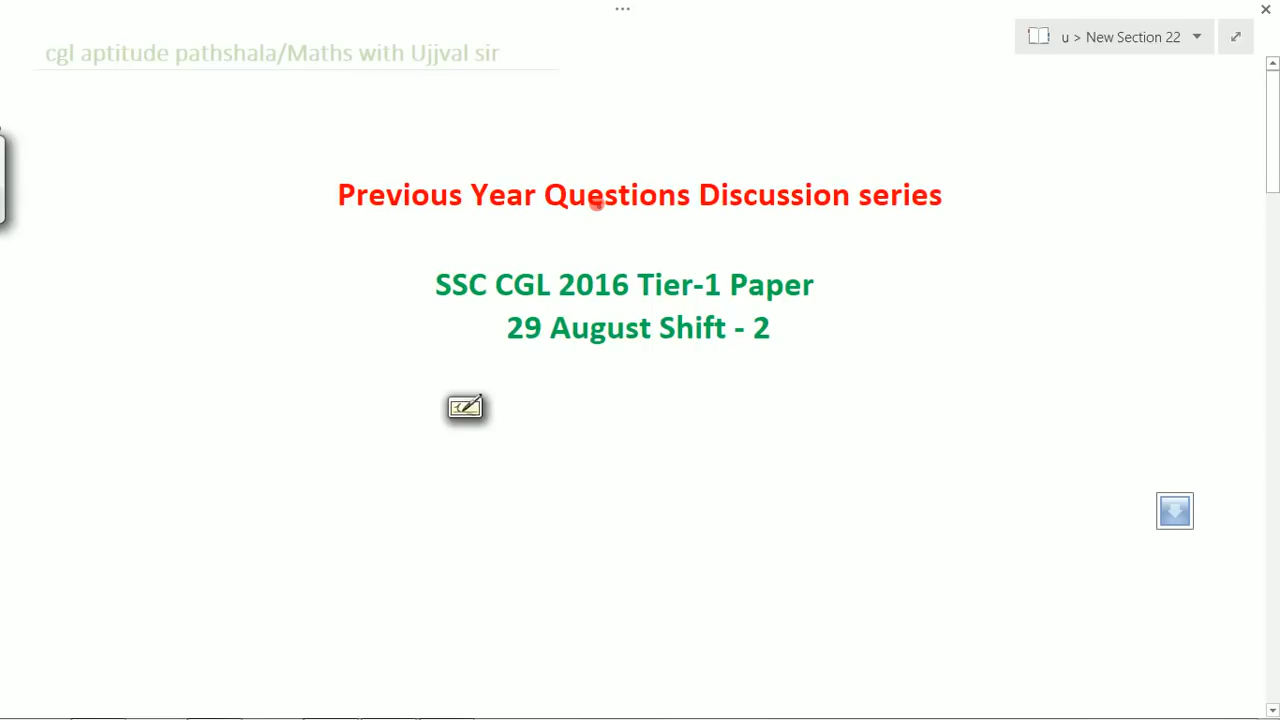 cgl aptitude pathshala/Maths with Ujjval sir
u > New Section 22
Previous Year Questions Discussion series
SSC CGL 2016 Tier-1 Paper
29 August Shift - 2